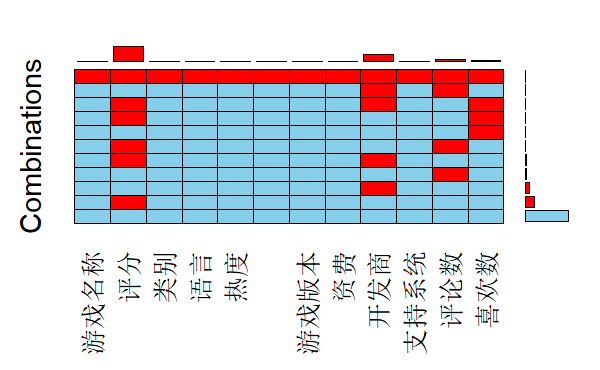 Combinations
游戏名称
评分
类别
语言
热度
游戏版本
资费
开发商
支持系统
评论数
喜欢数